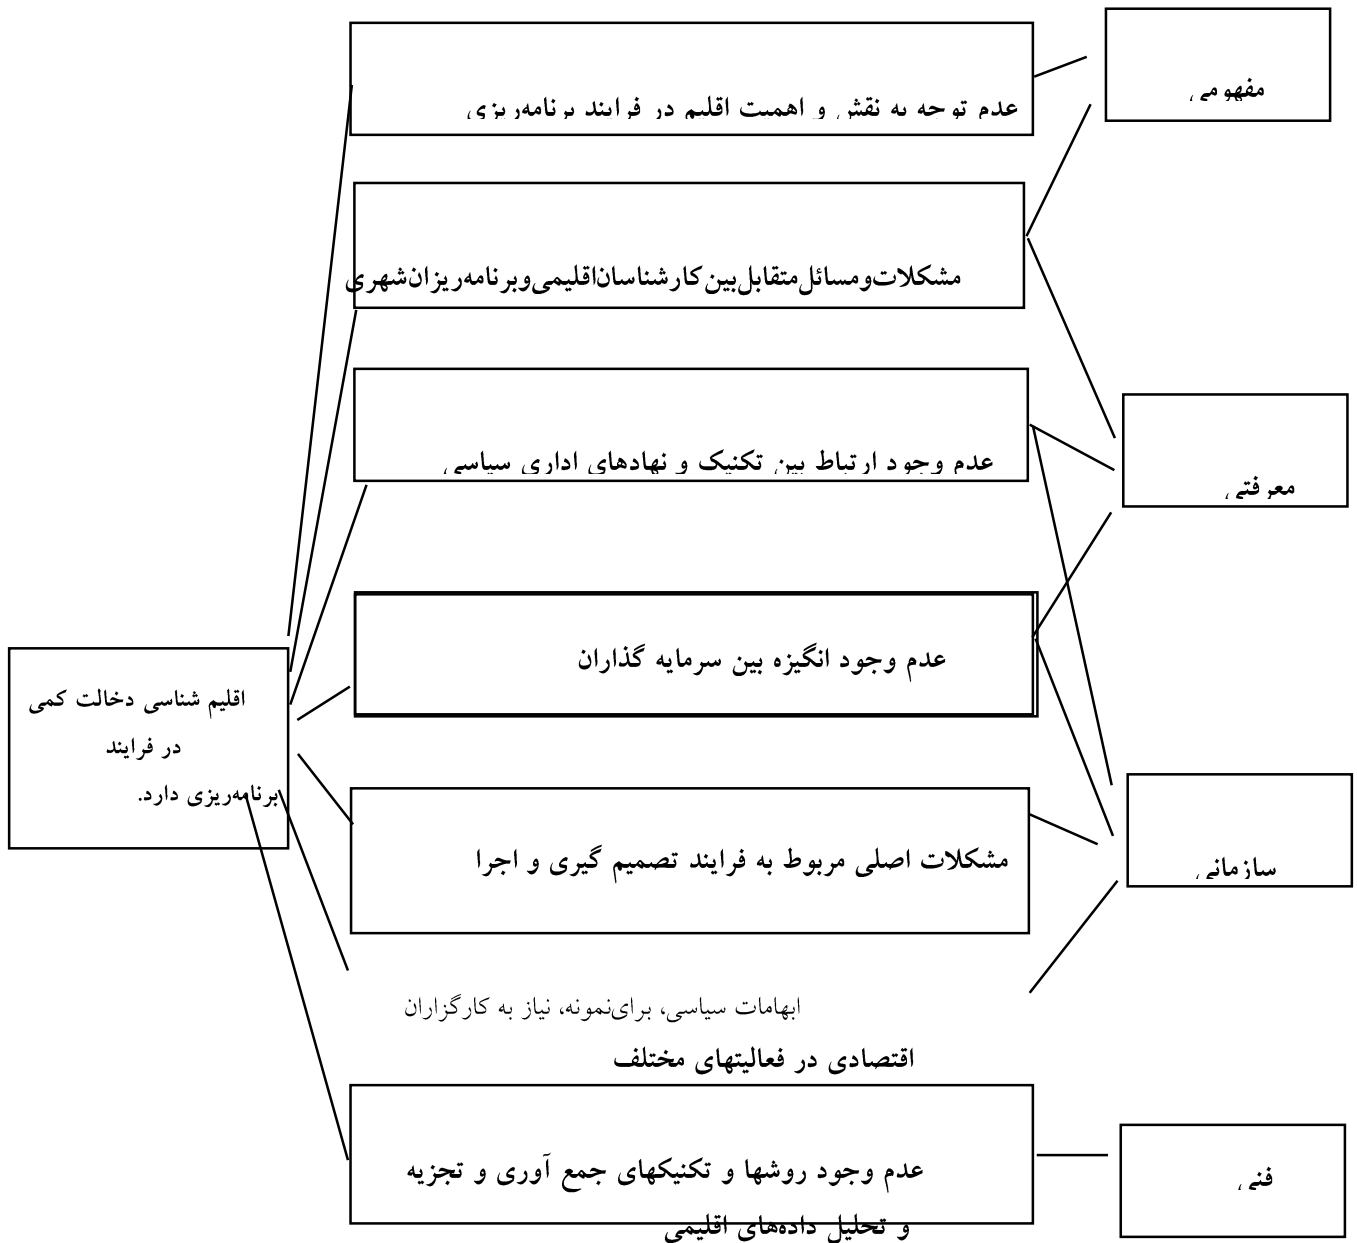 مفهومی
عدم توجه به نقش و اهمیت اقلیم در فرایند برنامه‌ریزی
مشکلات‌ومسائل‌متقابل‌بین‌کارشناسان‌اقلیمی‌وبرنامه‌ریزان‌شهری
عدم وجود ارتباط بین تکنیک و نهادهای اداری سیاسی
معرفتی
عدم وجود انگیزه بین سرمایه گذاران
اقلیم شناسی دخالت کمی
در فرایند
برنامه‌ریزی دارد.
مشکلات اصلی مربوط به فرایند تصمیم گیری و اجرا
سازمانی
ابهامات سیاسی، برای‌نمونه، نیاز به کارگزاران
اقتصادی در فعالیتهای مختلف
عدم وجود روشها و تکنیکهای جمع آوری و تجزیه
و تحلیل داده‌های اقلیمی
فنی